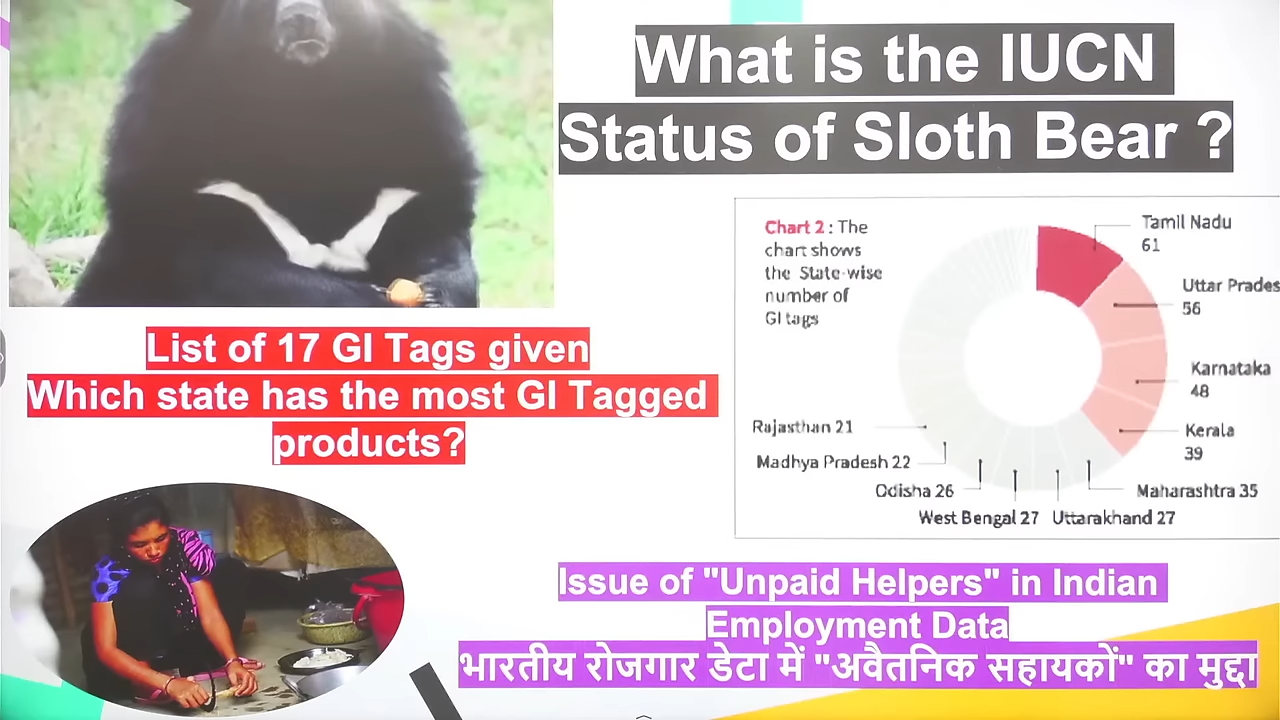 What is the IUCN
Status of Sloth Bear ?
Chart 2 : The
chart shows
the State-wise
number of
GI tags
Tamil Nadu
61
Uttar Prades
56
Karnataka
48
Kerala
39
Maharashtra 35
Uttarakhand 27
West Bengal 27
Odisha 26
Madhya Pradesh 22
Rajasthan 21
List of 17 GI Tags given
Which state has the most GI Tagged
products?
Issue of "Unpaid Helpers" in Indian
Employment Data
भारतीय रोजगार डेटा में "अवैतनिक सहायकों" का मुद्दा